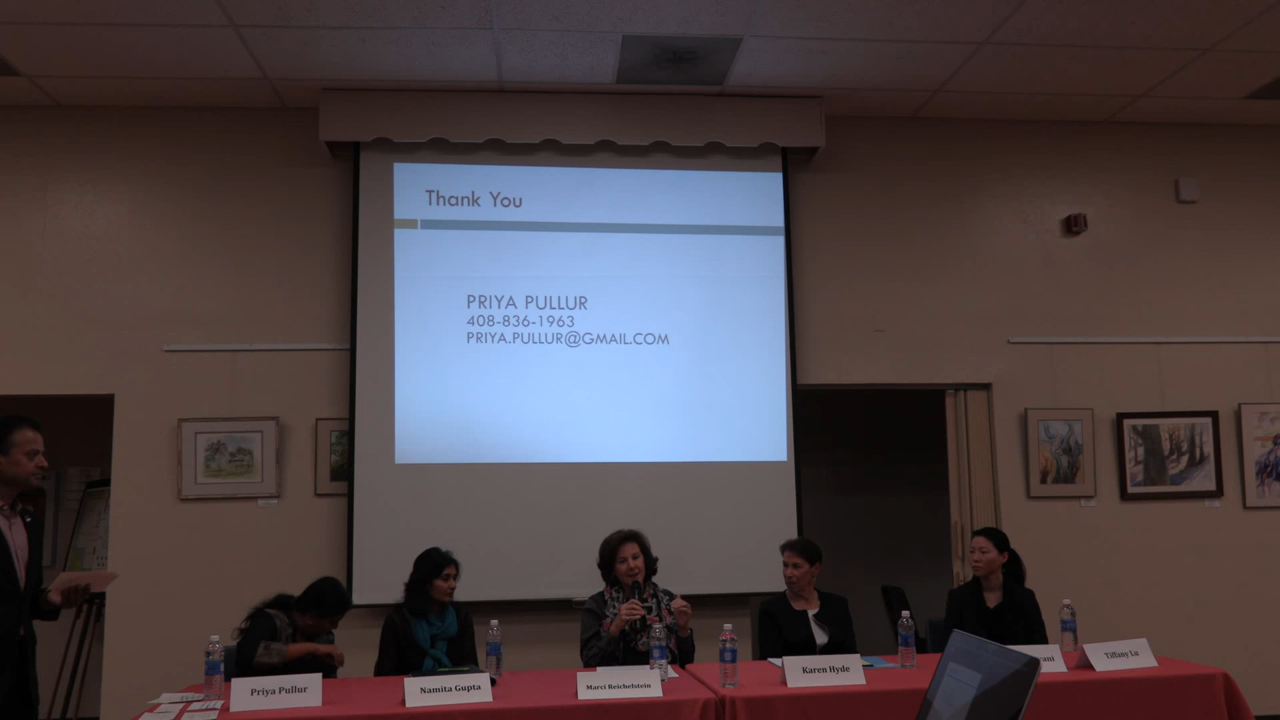 Thank You
PRIYA PULLUR
408-836-1963
PRIYA.PULLUR@GMAIL.COM
Priya Pullur
Namita Gupta
Marci Reichelstein
Karen Hyde
Tiffany Lu